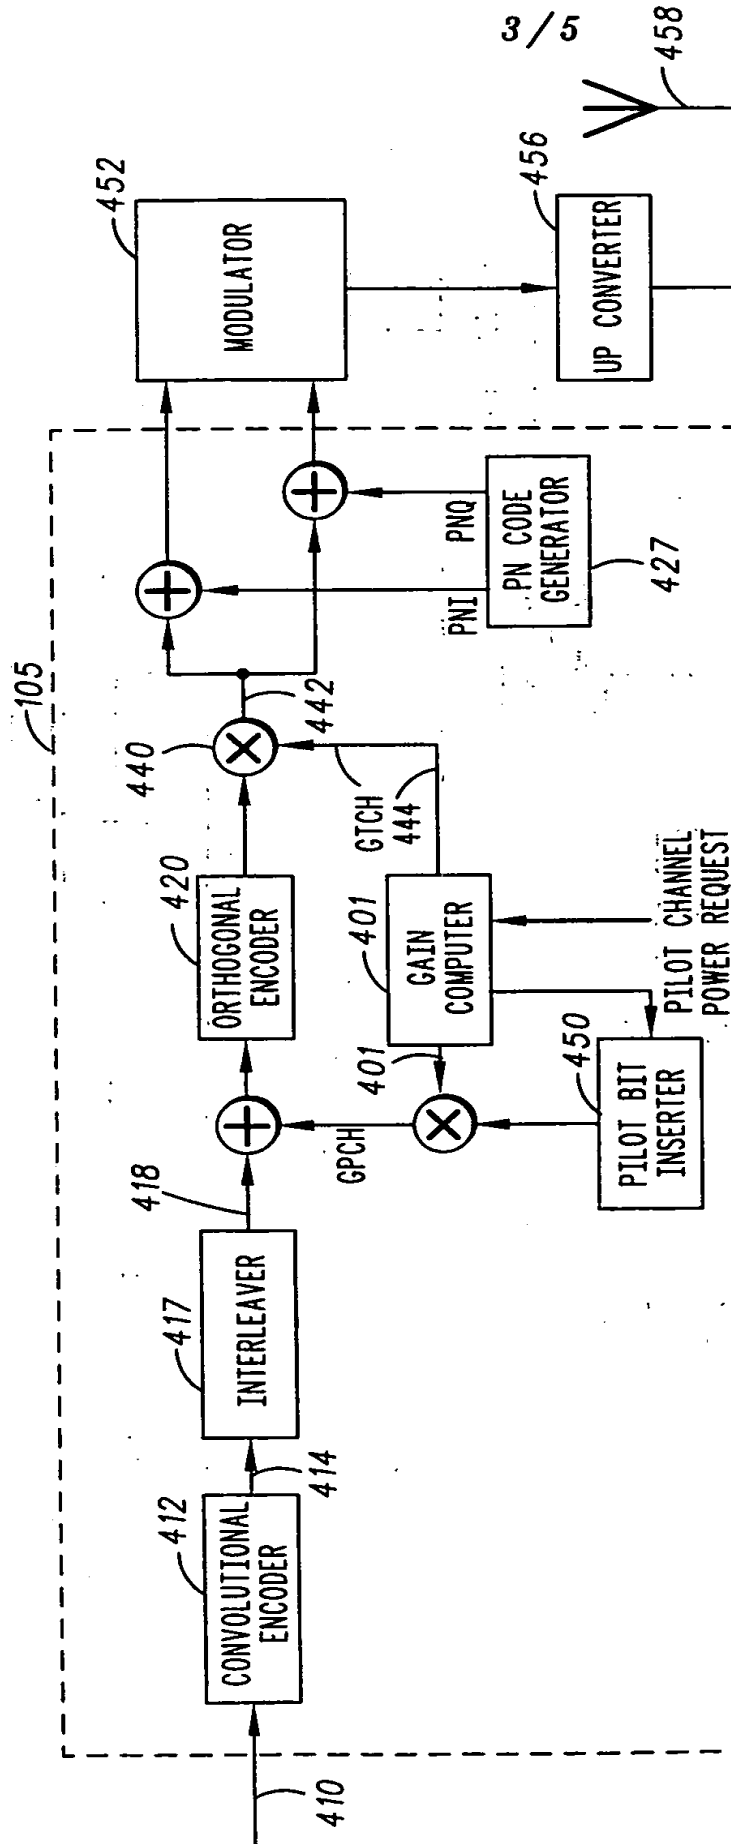 3/5
105
410
412
CONVOLUTIONAL
ENCODER
414
417
INTERLEAVER
418
420
ORTHOGONAL
ENCODER
440
442
GTCH
444
GPCH
401
401
GAIN
COMPUTER
450
PILOT BIT
INSERTER
PILOT CHANNEL
POWER REQUEST
PNI
PNQ
PN CODE
GENERATOR
427
452
MODULATOR
456
UP CONVERTER
458